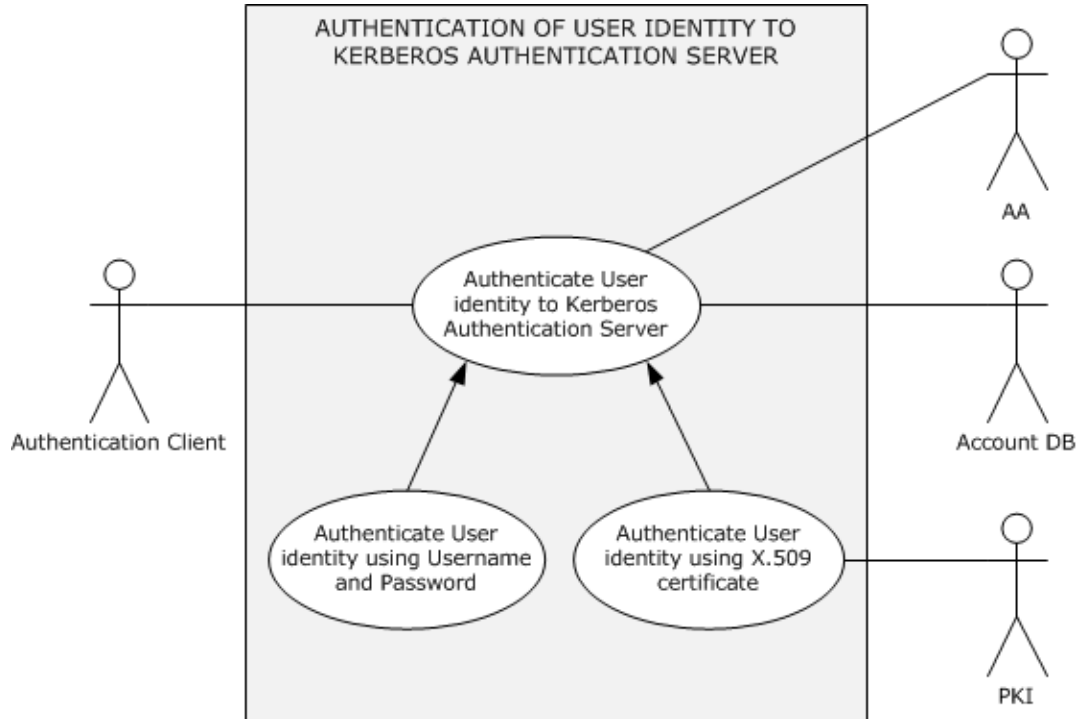 AUTHENTICATION OF USER IDENTITY TO
KERBEROS AUTHENTICATION SERVER
AA
Authenticate User
identity to Kerberos
Authentication Server
Authentication Client
Account DB
Authenticate User
identity using Username
and Password
Authenticate User
identity using X.509
certificate
PKI